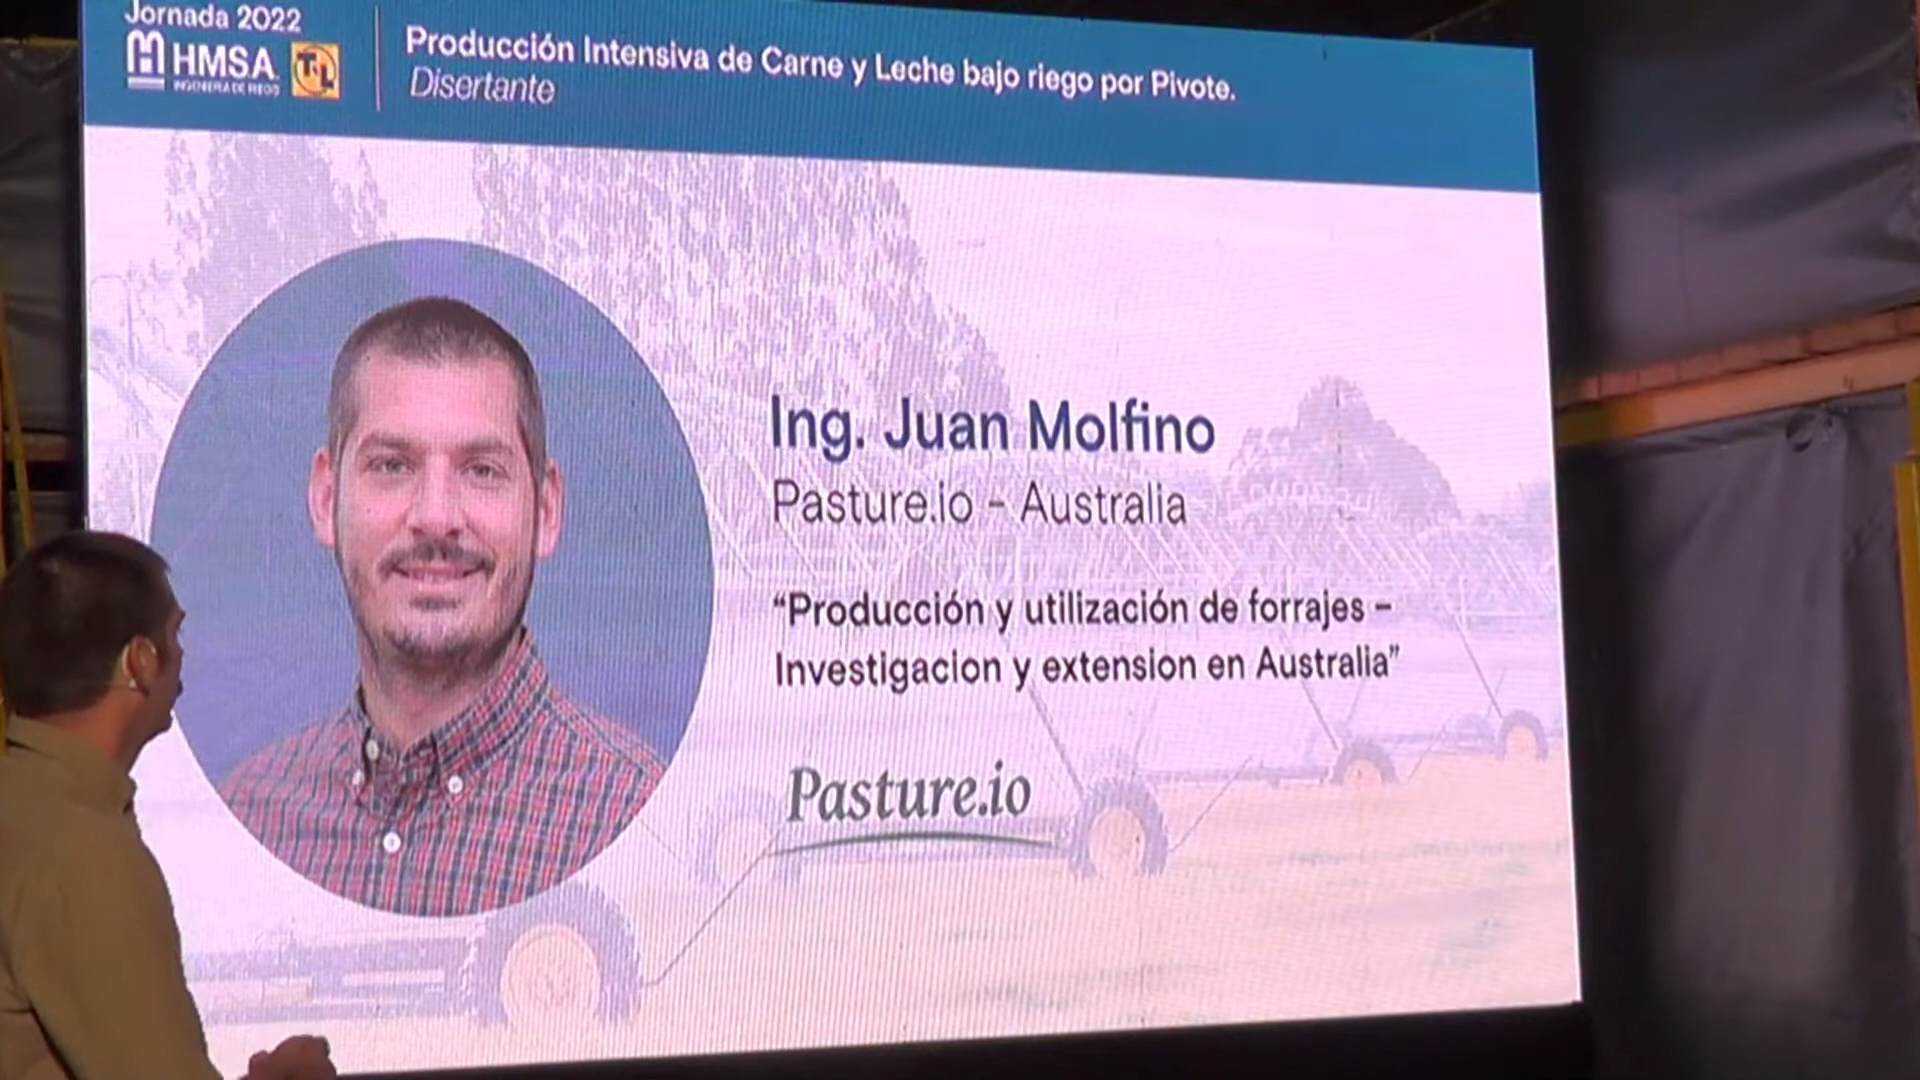 Jornada 2022
HMSA
INGENIERIA DE RIEGO
T-L
Producción Intensiva de Carne y Leche bajo riego por Pivote.
Disertante
Ing. Juan Molfino
Pasture.io - Australia
“Producción y utilización de forrajes –
Investigacion y extension en Australia”
Pasture.io